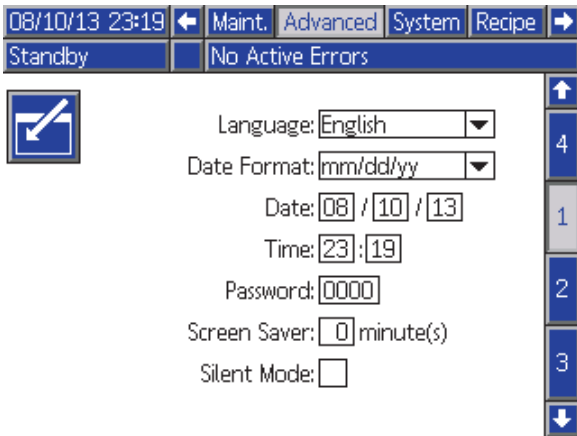 08/10/13 23:19 Maint. Advanced System Recipe
Standby No Active Errors
Language: English
4
Date Format: mm/dd/yy
Date: 08 / 10 / 13
1
Time: 23 : 19
Password: 0000
2
Screen Saver: 0 minute(s)
3
Silent Mode: